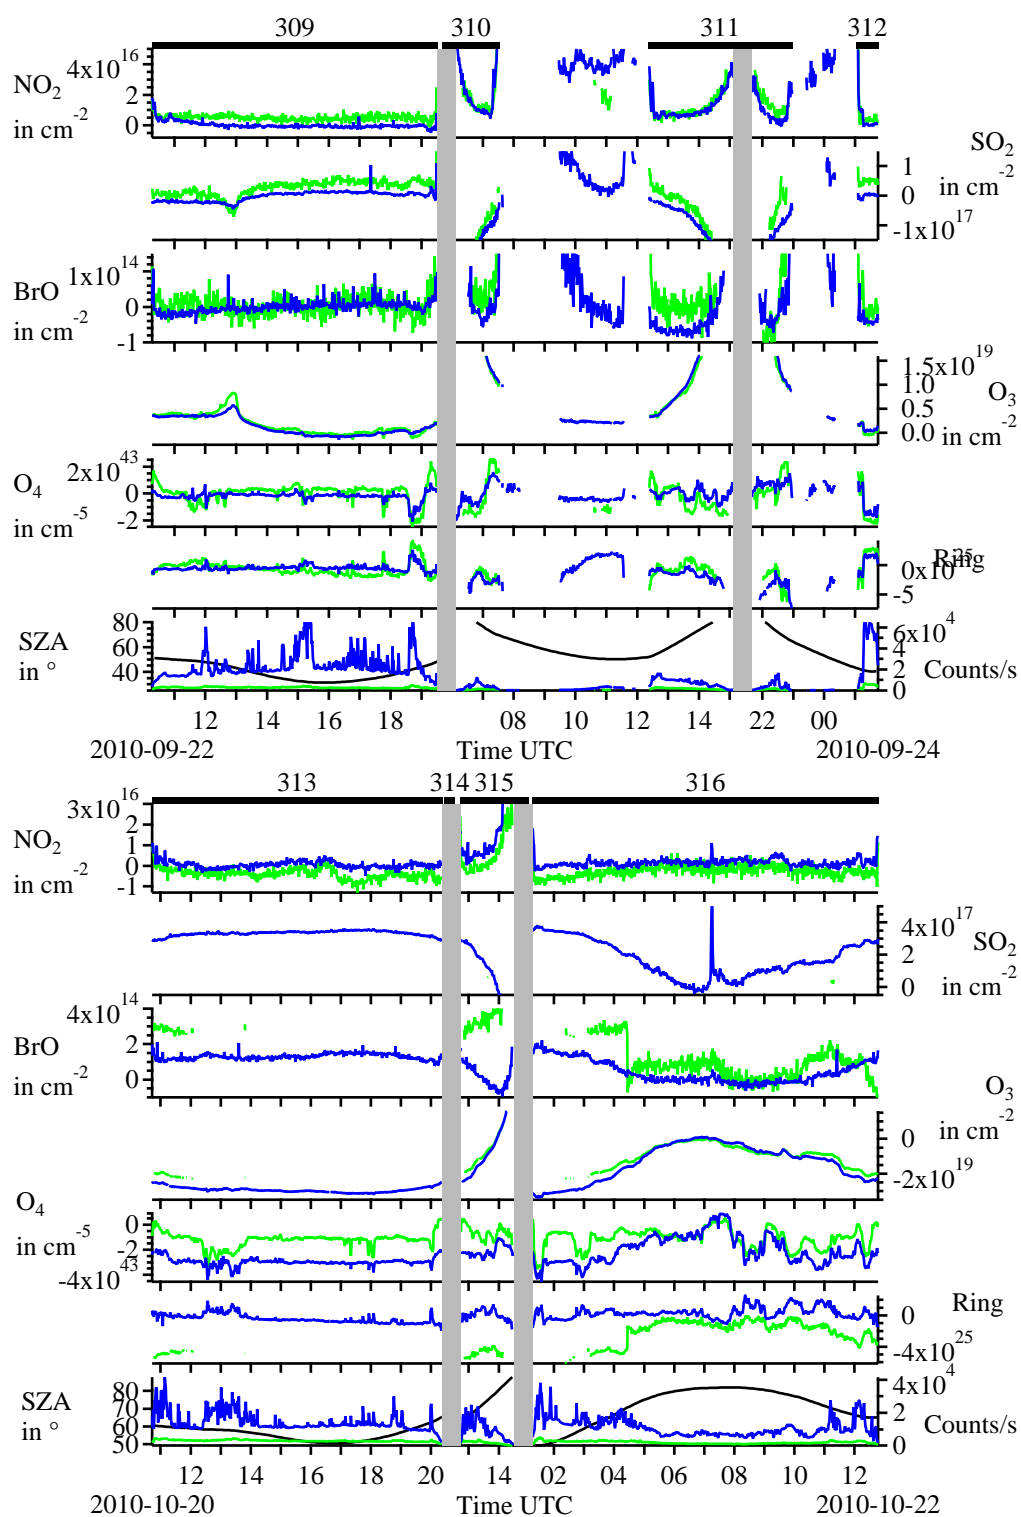 309 310 311 312
NO2 in cm-2
4x10 16
2
0
SO2 in cm-2
1
0
-1x10 17
BrO in cm-2
1x10 14
0
-1
O3 in cm-2
1.5x10 19
1.0
0.5
0.0
O4 in cm-5
2x10 43
0
-2
Ring
0x10 25
-5
SZA in °
80
60
40
6x10 4
4
2
0
Counts/s
12 14 16 18 08 10 12 14 22 00
2010-09-22 Time UTC 2010-09-24
313 314 315 316
NO2 in cm-2
3x10 16
2
1
0
-1
SO2 in cm-2
4x10 17
2
0
BrO in cm-2
4x10 14
2
0
O3 in cm-2
0
-2x10 19
O4 in cm-5
0
-2
-4x10 43
Ring
0
-4x10 25
SZA in °
80
70
60
50
4x10 4
2
0
Counts/s
12 14 16 18 20 14 02 04 06 08 10 12
2010-10-20 Time UTC 2010-10-22